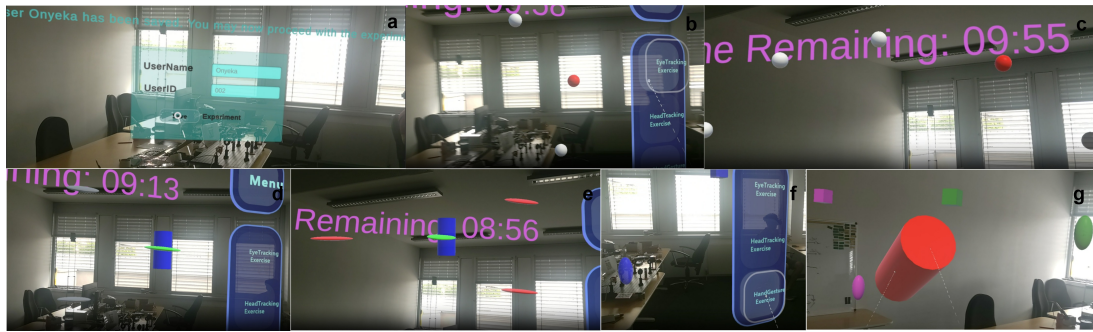 ser Onyeka has been
You may now proceed with the experim
a
UserName
Onyeka
UserID
002
Experiment
09:58
b
EyeTracking
Exercise
HeadTracking
Exercise
me Remaining: 09:55
c
ning: 09:13
Menu
d
EyeTracking
Exercise
HeadTracking
Exercise
Remaining: 08:56
e
EyeTracking
Exercise
HeadTracking
Exercise
HandGesture
Exercise
f
g